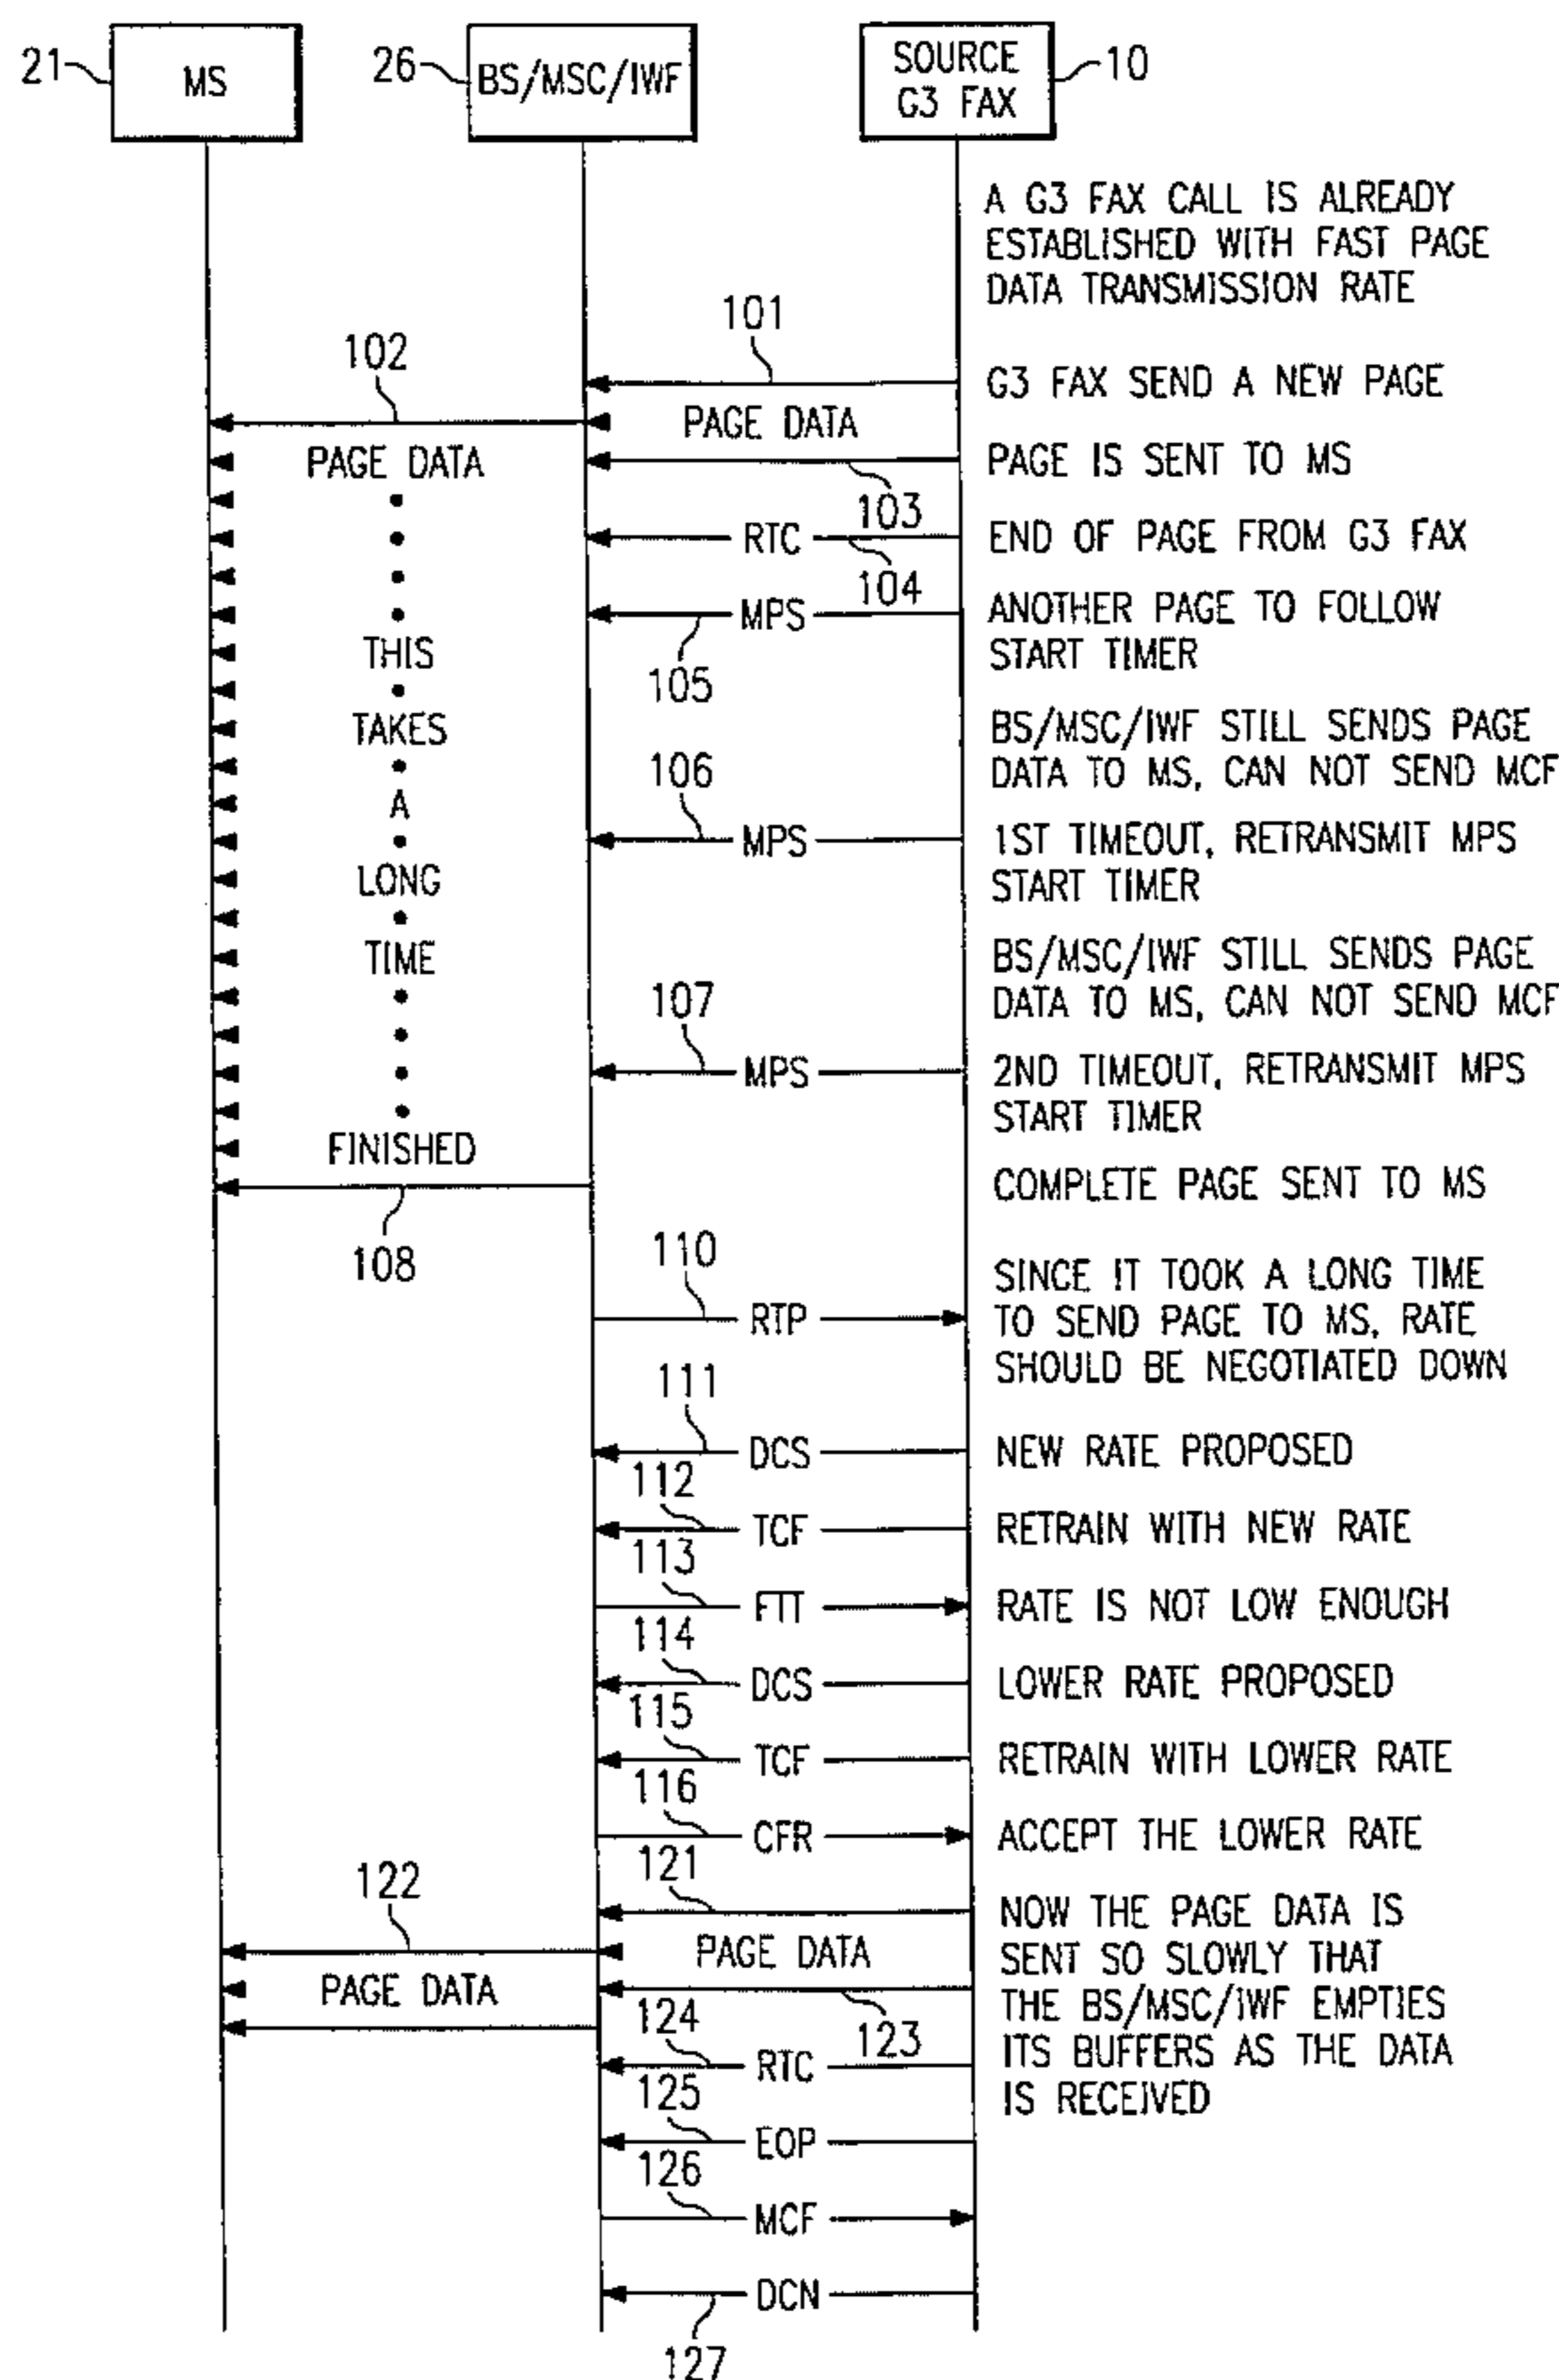 21
MS
26
BS/MSC/IWF
SOURCE
G3 FAX
10
A G3 FAX CALL IS ALREADY
ESTABLISHED WITH FAST PAGE
DATA TRANSMISSION RATE
101
102
G3 FAX SEND A NEW PAGE
PAGE DATA
PAGE DATA
PAGE IS SENT TO MS
103
RTC
END OF PAGE FROM G3 FAX
104
MPS
ANOTHER PAGE TO FOLLOW
START TIMER
THIS
105
TAKES
BS/MSC/IWF STILL SENDS PAGE
DATA TO MS, CAN NOT SEND MCF
106
A
MPS
1ST TIMEOUT, RETRANSMIT MPS
START TIMER
LONG
TIME
BS/MSC/IWF STILL SENDS PAGE
DATA TO MS, CAN NOT SEND MCF
107
MPS
2ND TIMEOUT, RETRANSMIT MPS
START TIMER
FINISHED
COMPLETE PAGE SENT TO MS
108
110
RTP
SINCE IT TOOK A LONG TIME
TO SEND PAGE TO MS, RATE
SHOULD BE NEGOTIATED DOWN
111
DCS
NEW RATE PROPOSED
112
TCF
RETRAIN WITH NEW RATE
113
FTT
RATE IS NOT LOW ENOUGH
114
DCS
LOWER RATE PROPOSED
115
TCF
RETRAIN WITH LOWER RATE
116
CFR
ACCEPT THE LOWER RATE
121
122
PAGE DATA
PAGE DATA
NOW THE PAGE DATA IS
SENT SO SLOWLY THAT
THE BS/MSC/IWF EMPTIES
ITS BUFFERS AS THE DATA
IS RECEIVED
123
124
RTC
125
EOP
126
MCF
DCN
127